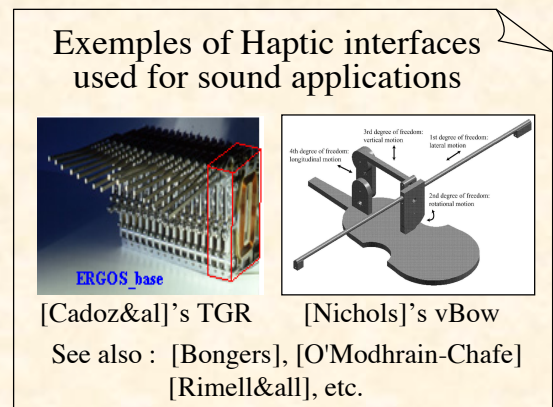 Exemples of Haptic interfaces
used for sound applications
3rd degree of freedom:
vertical motion
1st degree of freedom:
lateral motion
4th degree of freedom:
longitudinal motion
2nd degree of freedom:
rotational motion
ERGOS_base
[Cadoz&al]'s TGR
[Nichols]'s vBow
See also : [Bongers], [O'Modhrain-Chafe]
[Rimell&all], etc.